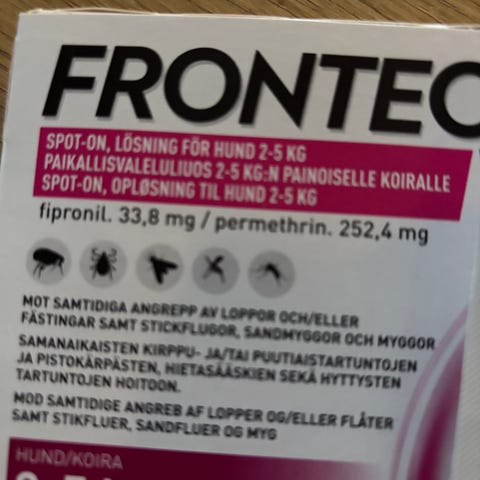 FRONTEC
SPOT-ON, LÖSNING FÖR HUND 2-5 KG
PAIKALLISVALELULIUOS 2-5 KG:N PAINOISELLE KOIRALLE
SPOT-ON, OPLØSNING TIL HUND 2-5 KG
fipronil. 33,8 mg / permethrin. 252,4 mg
MOT SAMTIDIGA ANGREPP AV LOPPOR OCH/ELLER
FÄSTINGAR SAMT STICKFLUGOR, SANDMYGGOR OCH MYGGOR
SAMANAIKAISTEN KIRPPU- JA/TAI PUUTIAISTARTUNTOJEN
JA PISTOKÄRPÄSTEN, HIETASÄÄSKIEN SEKÄ HYTTYSTEN
TARTUNTOJEN HOITOON.
MOD SAMTIDIGE ANGREB AF LOPPER OG/ELLER FLÅTER
SAMT STIKFLUER, SANDFLUER OG MYG
HUND/KOIRA